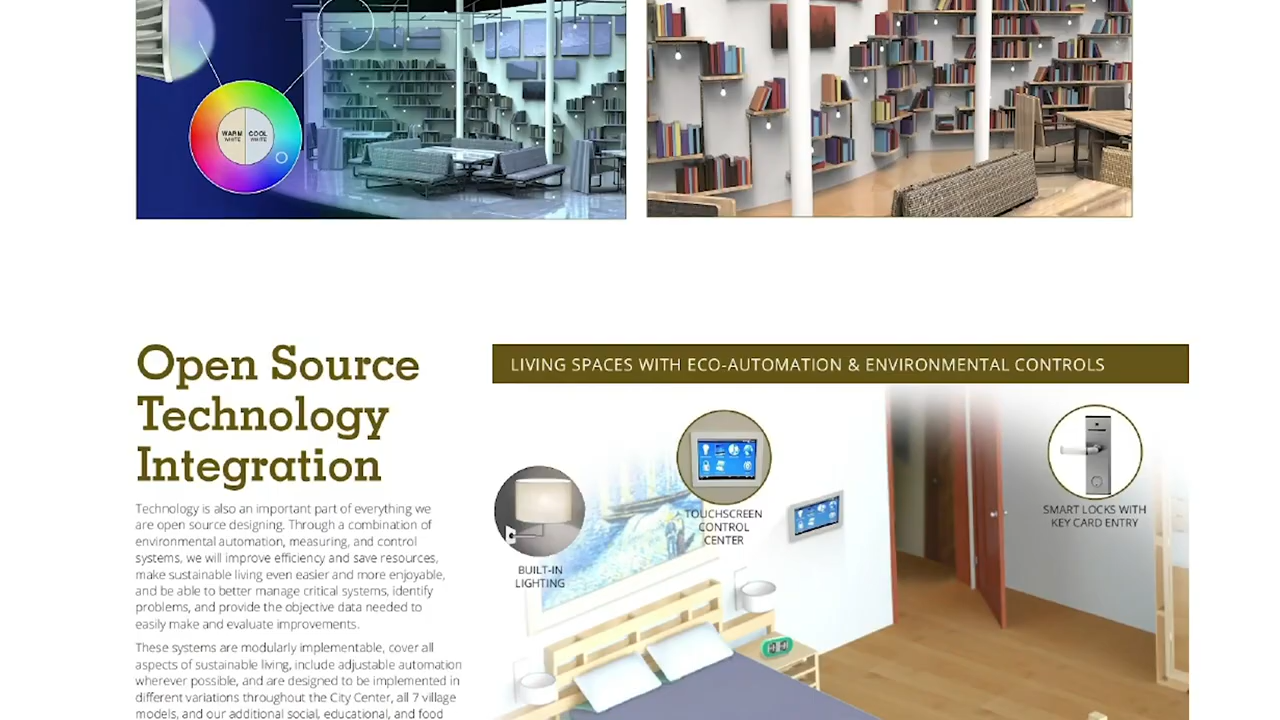 WARM
WHITE
COOL
WHITE
Open Source
Technology
Integration
Technology is also an important part of everything we
are open source designing. Through a combination of
environmental automation, measuring, and control
systems, we will improve efficiency and save resources,
make sustainable living even easier and more enjoyable,
and be able to better manage critical systems, identify
problems, and provide the objective data needed to
easily make and evaluate improvements.
These systems are modularly implementable, cover all
aspects of sustainable living, include adjustable automation
wherever possible, and are designed to be implemented in
different variations throughout the City Center, all 7 village
models, and our additional social, educational, and food
LIVING SPACES WITH ECO-AUTOMATION & ENVIRONMENTAL CONTROLS
BUILT-IN
LIGHTING
TOUCHSCREEN
CONTROL
CENTER
SMART LOCKS WITH
KEY CARD ENTRY